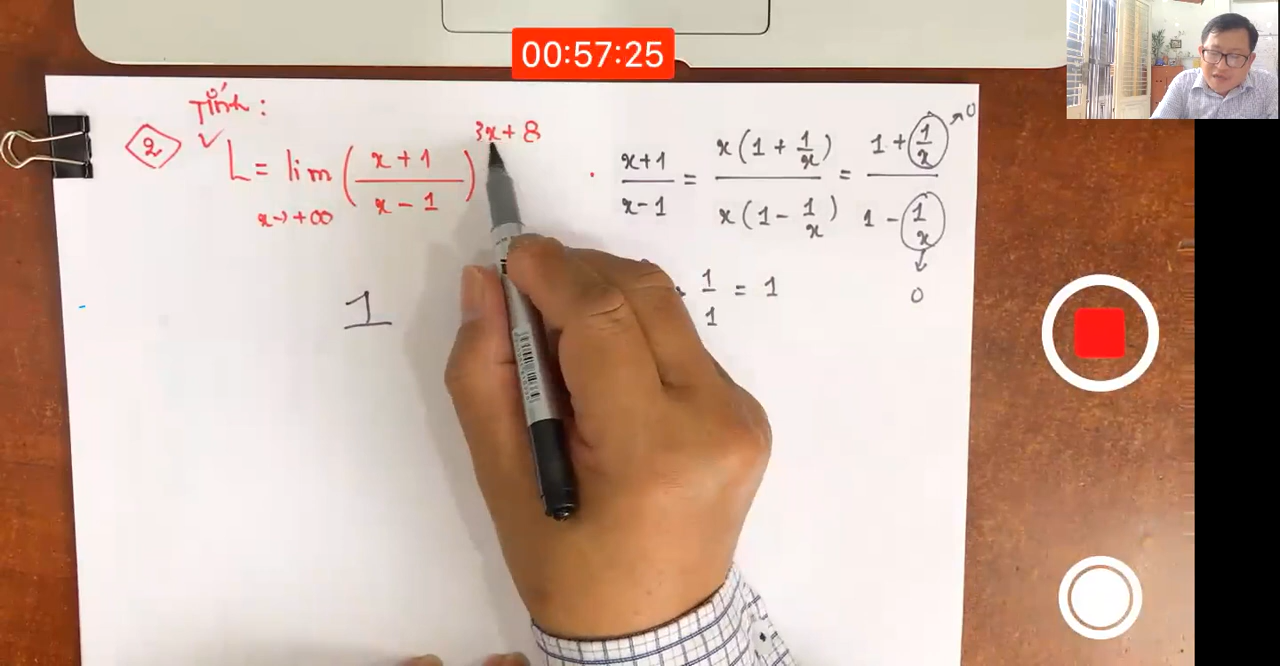 00:57:25
Tính:
2 ✓ L = lim ( x + 1 / x - 1 ) 3x + 8
x → +∞
x+1 / x-1 = x(1 + 1/x) / x(1 - 1/x) = 1 + 1/x / 1 - 1/x → 0
0
1
1/1 = 1